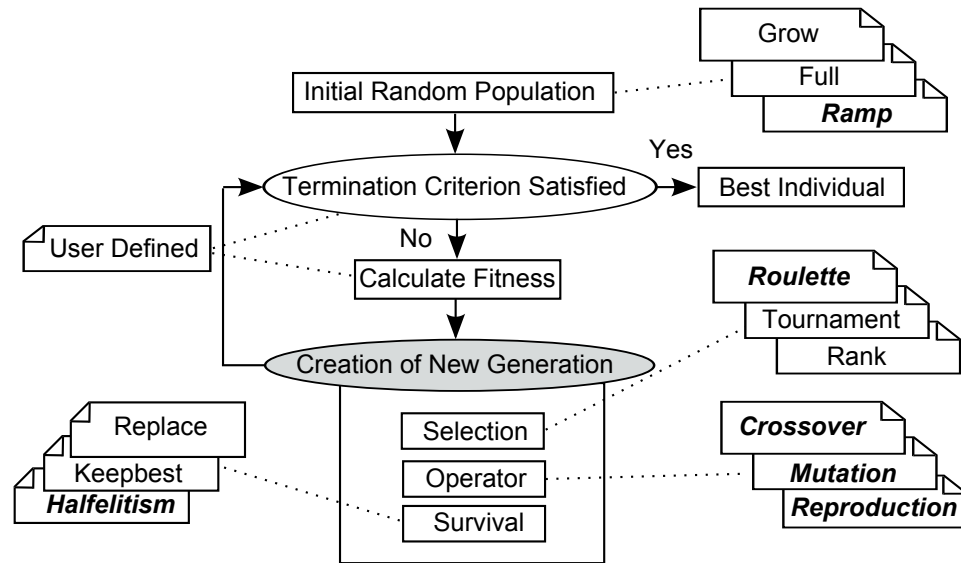 Grow
Full
Ramp
Initial Random Population
Yes
Termination Criterion Satisfied
Best Individual
No
User Defined
Calculate Fitness
Roulette
Tournament
Rank
Creation of New Generation
Selection
Operator
Survival
Replace
Keepbest
Halfelitism
Crossover
Mutation
Reproduction